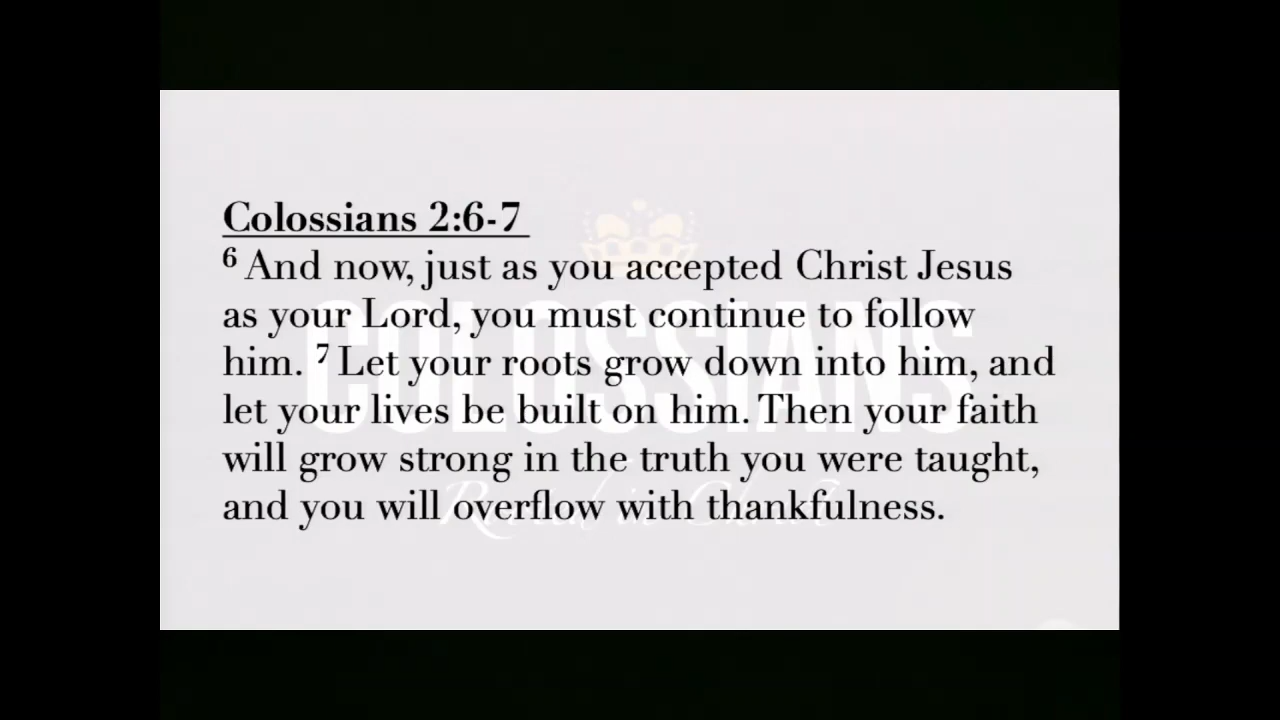 Colossians 2:6-7
6 And now, just as you accepted Christ Jesus
as your Lord, you must continue to follow
him. 7 Let your roots grow down into him, and
let your lives be built on him. Then your faith
will grow strong in the truth you were taught,
and you will overflow with thankfulness.
COLOSSIANS
Rooted in Christ